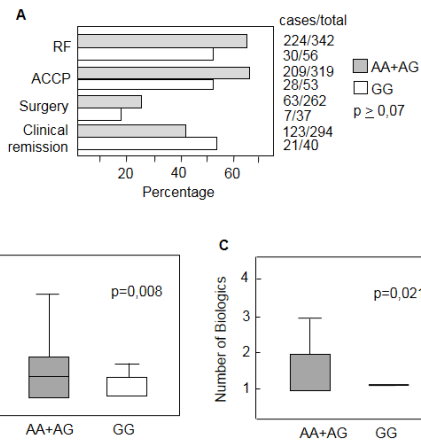 A
cases/total
RF
224/342
30/56
ACCP
209/319
28/53
Surgery
63/262
7/37
Clinical
remission
123/294
21/40
AA+AG
GG
p ≥ 0,07
20 40 60
Percentage
p=0,008
AA+AG GG
C
Number of Biologics
4
3
2
1
p=0,021
AA+AG GG